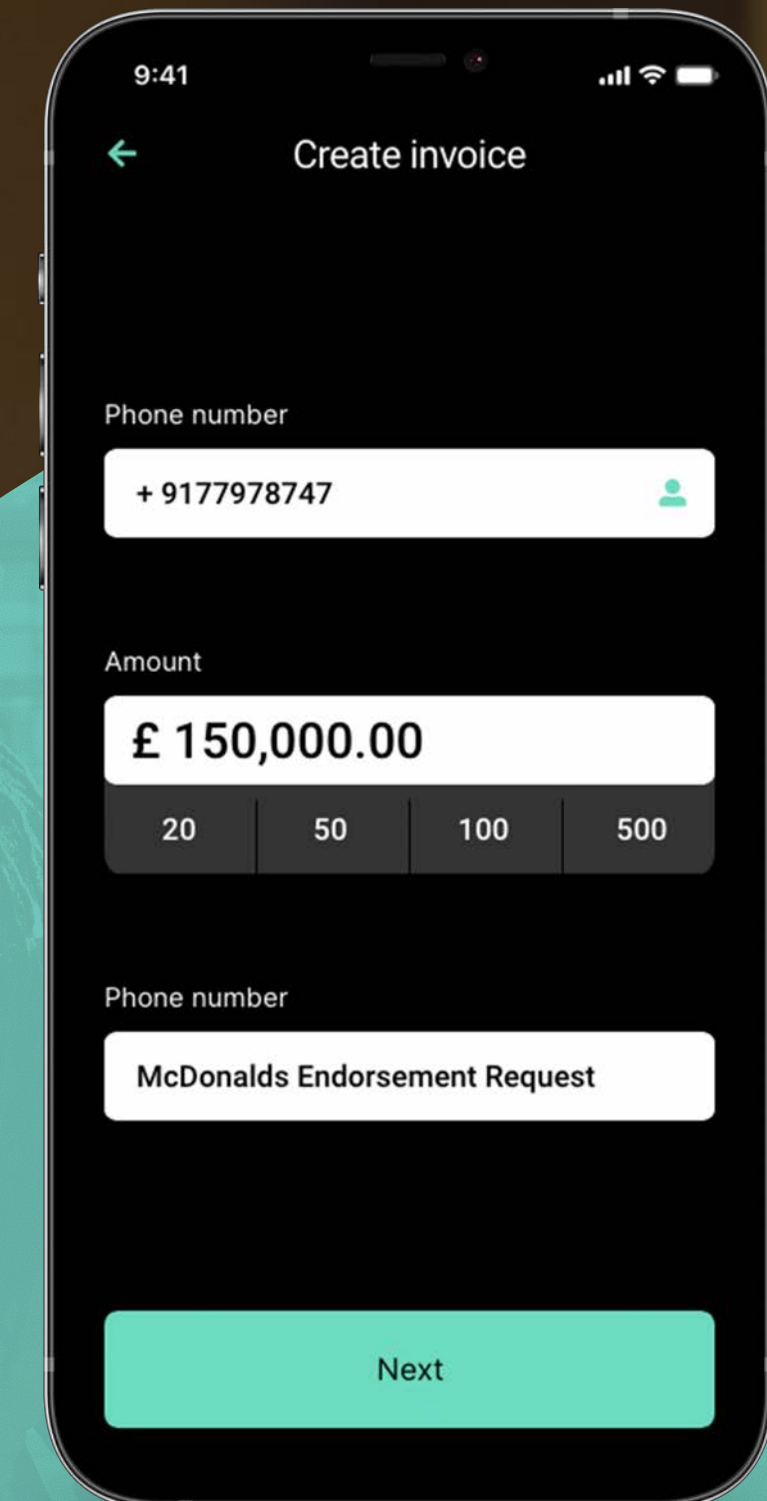 9:41
Create invoice
Phone number
+ 9177978747
Amount
£ 150,000.00
20 50 100 500
Phone number
McDonalds Endorsement Request
Next